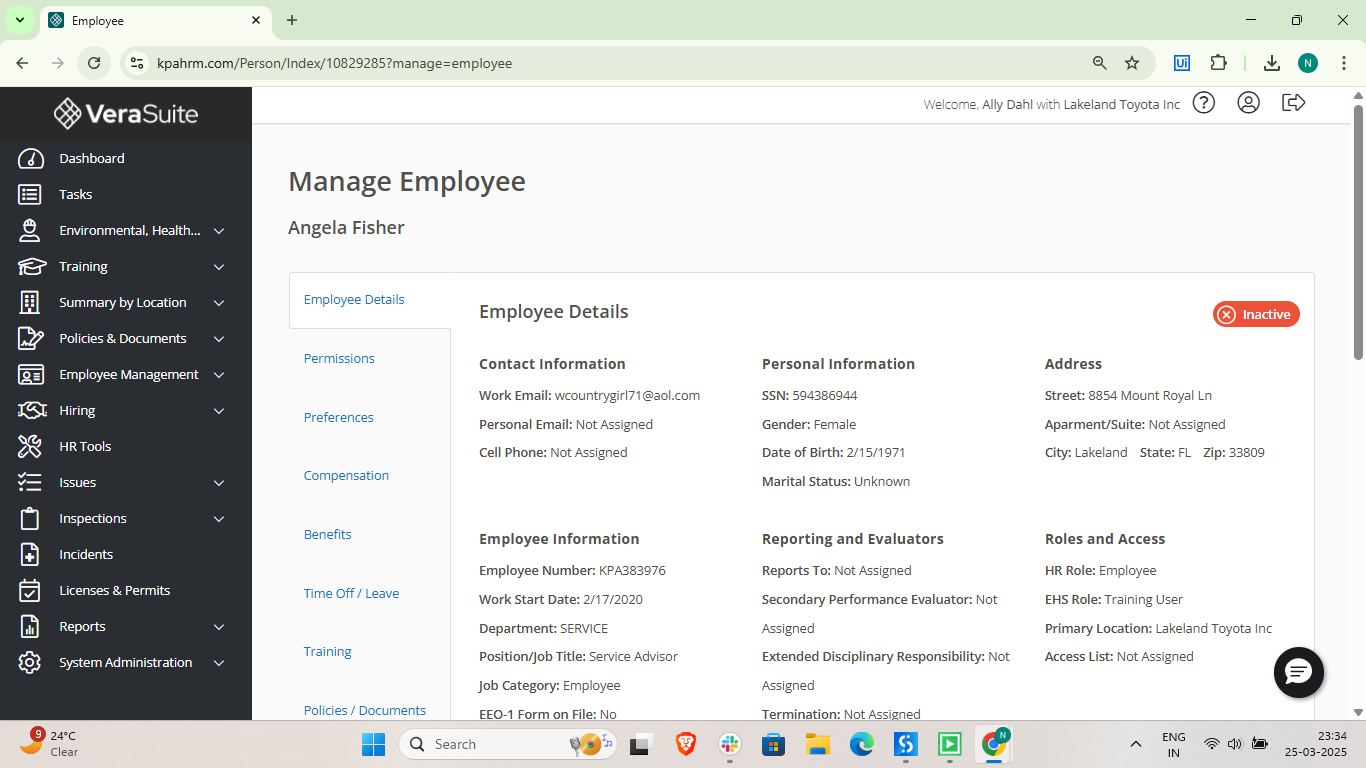 Employee
kpahrm.com/Person/Index/10829285?manage=employee
N
VeraSuite
Welcome, Ally Dahl with Lakeland Toyota Inc
Dashboard
Tasks
Environmental, Health...
Training
Summary by Location
Policies & Documents
Employee Management
Hiring
HR Tools
Issues
Inspections
Incidents
Licenses & Permits
Reports
System Administration
Manage Employee
Angela Fisher
Employee Details
Permissions
Preferences
Compensation
Benefits
Time Off / Leave
Training
Policies / Documents
Employee Details
Inactive
Contact Information
Work Email: wcountrygirl71@aol.com
Personal Email: Not Assigned
Cell Phone: Not Assigned
Personal Information
SSN: 594386944
Gender: Female
Date of Birth: 2/15/1971
Marital Status: Unknown
Address
Street: 8854 Mount Royal Ln
Aparment/Suite: Not Assigned
City: Lakeland State: FL Zip: 33809
Employee Information
Employee Number: KPA383976
Work Start Date: 2/17/2020
Department: SERVICE
Position/Job Title: Service Advisor
Job Category: Employee
EEO-1 Form on File: No
Reporting and Evaluators
Reports To: Not Assigned
Secondary Performance Evaluator: Not
Assigned
Extended Disciplinary Responsibility: Not
Assigned
Termination: Not Assigned
Roles and Access
HR Role: Employee
EHS Role: Training User
Primary Location: Lakeland Toyota Inc
Access List: Not Assigned
9
24°C
Clear
Search
N
ENG
IN
23:34
25-03-2025